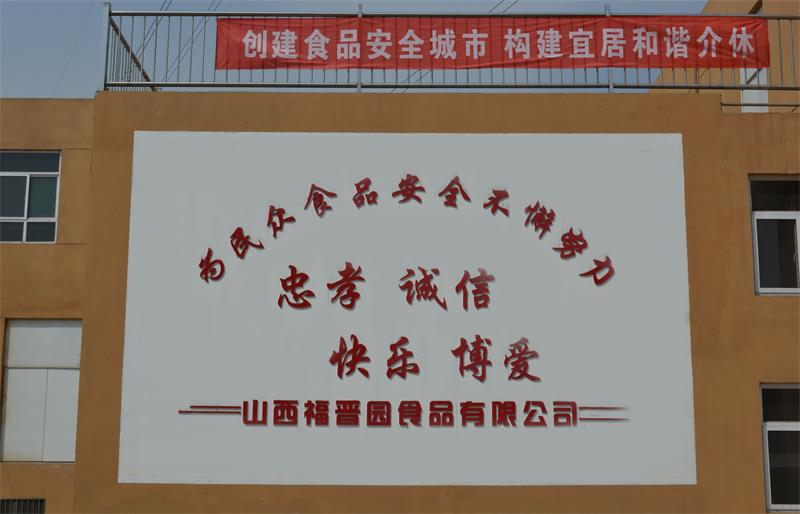 创建食品安全城市 构建宜居和谐介休
为民众食品安全不懈努力
忠孝 诚信
快乐 博爱
山西福晋园食品有限公司